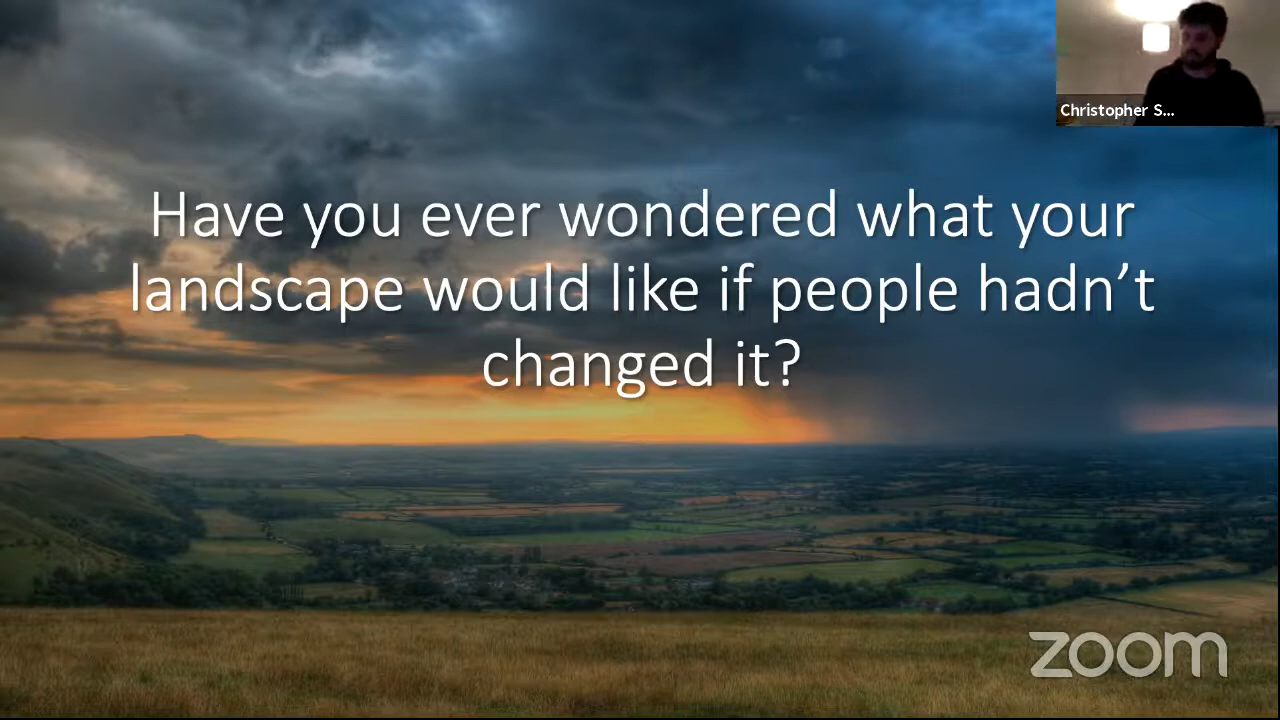 Christopher S...
Have you ever wondered what your
landscape would like if people hadn't
changed it?
zoom